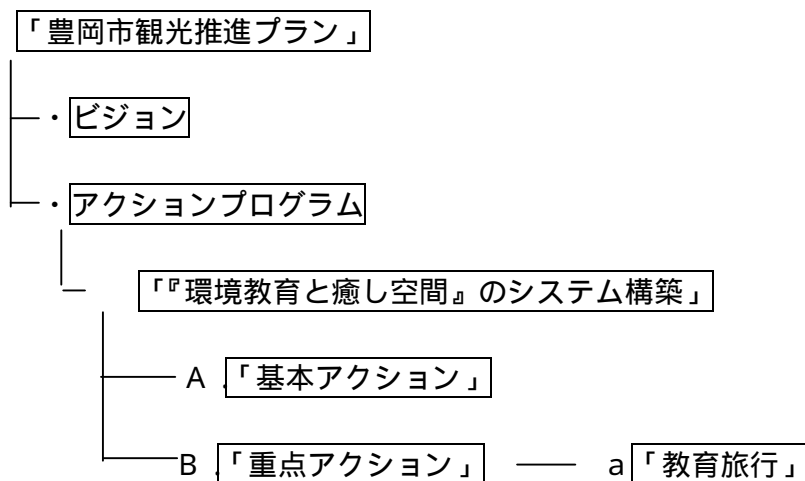 「豊岡市観光推進プラン」
・ビジョン
・アクションプログラム
「『環境教育と癒し空間』のシステム構築」
A.「基本アクション」
B.「重点アクション」 a「教育旅行」